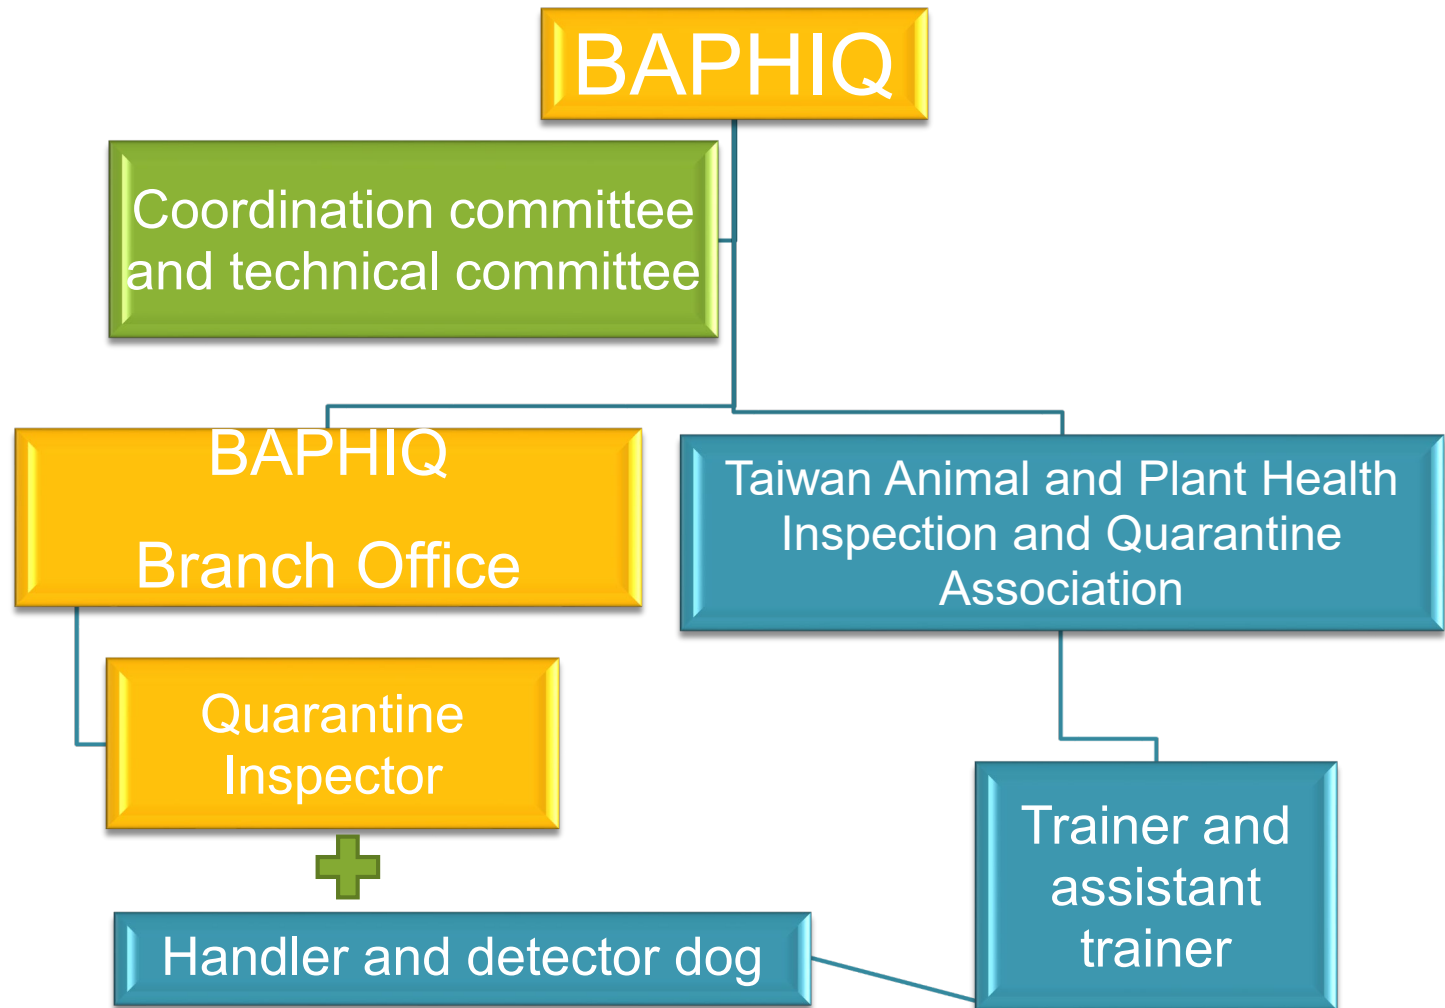 BAPHIQ
Coordination committee
and technical committee
BAPHIQ
Branch Office
Taiwan Animal and Plant Health
Inspection and Quarantine
Association
Quarantine
Inspector
Trainer and
assistant
trainer
Handler and detector dog